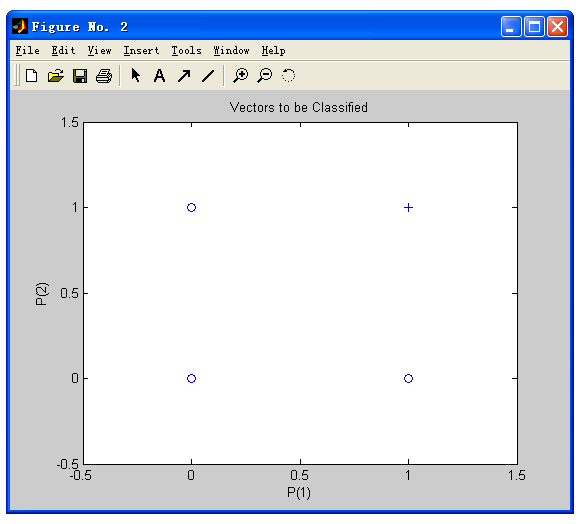 Figure No. 2
File Edit View Insert Tools Window Help
A
Vectors to be Classified
1.5
1
0.5
0
-0.5
P(2)
-0.5 0 0.5 1 1.5
P(1)